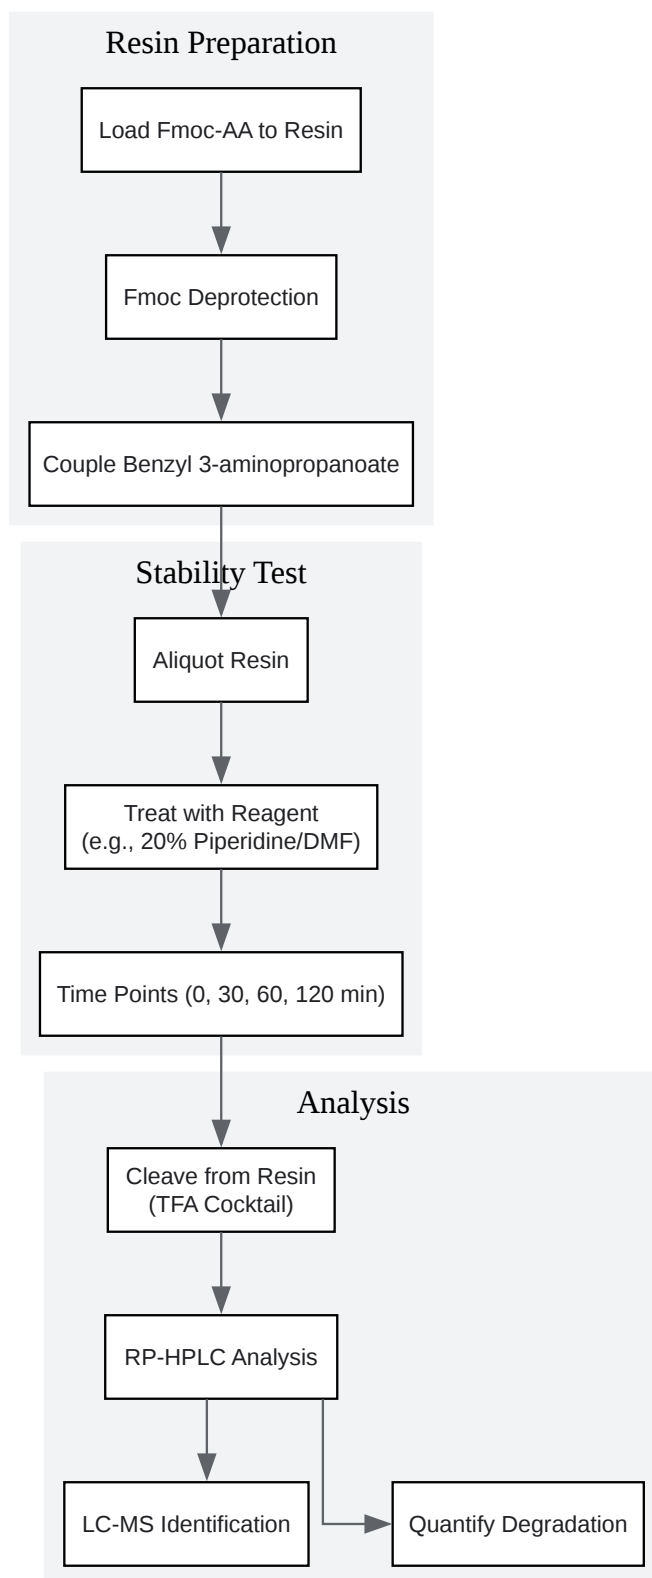 Resin Preparation
Load Fmoc-AA to Resin
Fmoc Deprotection
Couple Benzyl 3-aminopropanoate
Stability Test
Aliquot Resin
Treat with Reagent
(e.g., 20% Piperidine/DMF)
Time Points (0, 30, 60, 120 min)
Analysis
Cleave from Resin
(TFA Cocktail)
RP-HPLC Analysis
LC-MS Identification
Quantify Degradation